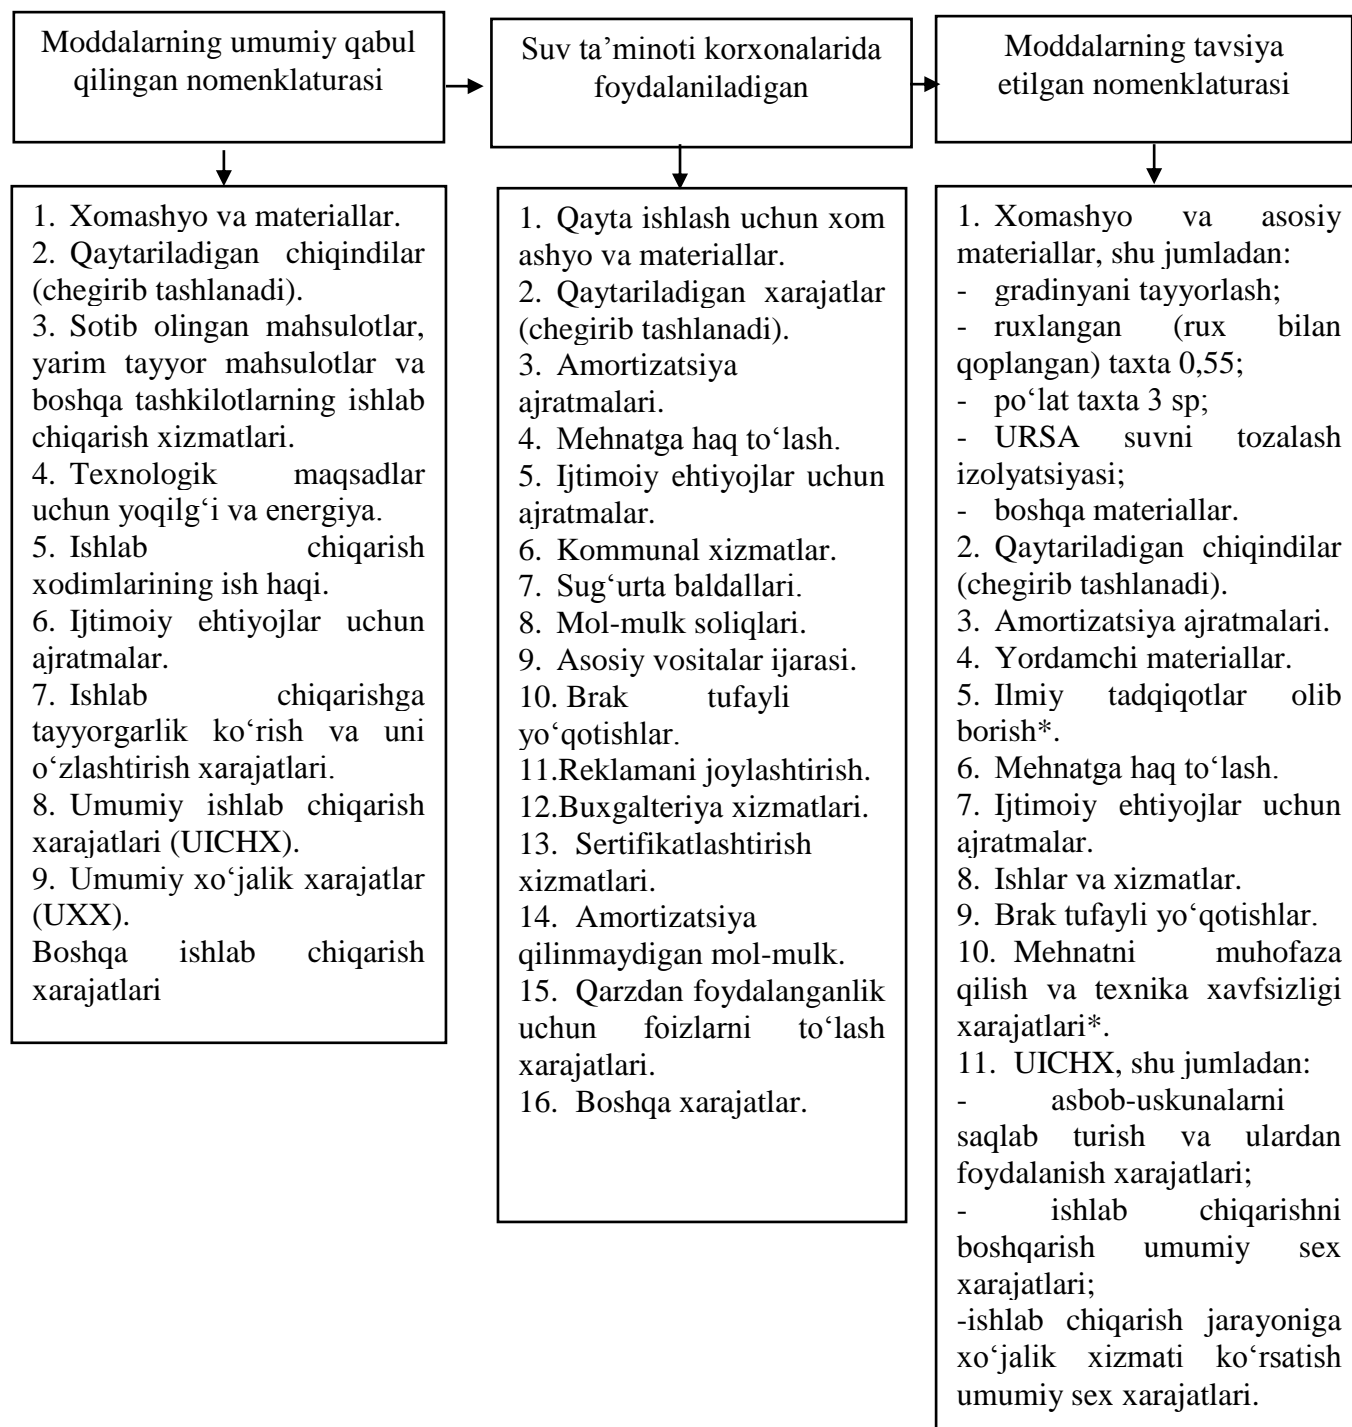 Moddalarning umumiy qabul
qilingan nomenklaturasi
Suv ta’minoti korxonalarida
foydalaniladigan
Moddalarning tavsiya
etilgan nomenklaturasi
1. Xomashyo va materiallar.
2. Qaytariladigan chiqindilar
(chegirib tashlanadi).
3. Sotib olingan mahsulotlar,
yarim tayyor mahsulotlar va
boshqa tashkilotlarning ishlab
chiqarish xizmatlari.
4. Texnologik maqsadlar
uchun yoqilg‘i va energiya.
5. Ishlab chiqarish
xodimlarining ish haqi.
6. Ijtimoiy ehtiyojlar uchun
ajratmalar.
7. Ishlab chiqarishga
tayyorgarlik ko‘rish va uni
o‘zlashtirish xarajatlari.
8. Umumiy ishlab chiqarish
xarajatlari (UICHX).
9. Umumiy xo‘jalik xarajatlar
(UXX).
Boshqa ishlab chiqarish
xarajatlari
1. Qayta ishlash uchun xom
ashyo va materiallar.
2. Qaytariladigan xarajatlar
(chegirib tashlanadi).
3. Amortizatsiya
ajratmalari.
4. Mehnatga haq to‘lash.
5. Ijtimoiy ehtiyojlar uchun
ajratmalar.
6. Kommunal xizmatlar.
7. Sug‘urta baldallari.
8. Mol-mulk soliqlari.
9. Asosiy vositalar ijarasi.
10. Brak tufayli
yo‘qotishlar.
11.Reklamani joylashtirish.
12.Buxgalteriya xizmatlari.
13. Sertifikatlashtirish
xizmatlari.
14. Amortizatsiya
qilinmaydigan mol-mulk.
15. Qarzdan foydalanganlik
uchun foizlarni to‘lash
xarajatlari.
16. Boshqa xarajatlar.
1. Xomashyo va asosiy
materiallar, shu jumladan:
- gradinyani tayyorlash;
- ruxlangan (rux bilan
qoplangan) taxta 0,55;
- po‘lat taxta 3 sp;
- URSA suvni tozalash
izolyatsiyasi;
- boshqa materiallar.
2. Qaytariladigan chiqindilar
(chegirib tashlanadi).
3. Amortizatsiya ajratmalari.
4. Yordamchi materiallar.
5. Ilmiy tadqiqotlar olib
borish*.
6. Mehnatga haq to‘lash.
7. Ijtimoiy ehtiyojlar uchun
ajratmalar.
8. Ishlar va xizmatlar.
9. Brak tufayli yo‘qotishlar.
10. Mehnatni muhofaza
qilish va texnika xavfsizligi
xarajatlari*.
11. UICHX, shu jumladan:
- asbob-uskunalarni
saqlab turish va ulardan
foydalanish xarajatlari;
- ishlab chiqarishni
boshqarish umumiy sex
xarajatlari;
-ishlab chiqarish jarayoniga
xo‘jalik xizmati ko‘rsatish
umumiy sex xarajatlari.